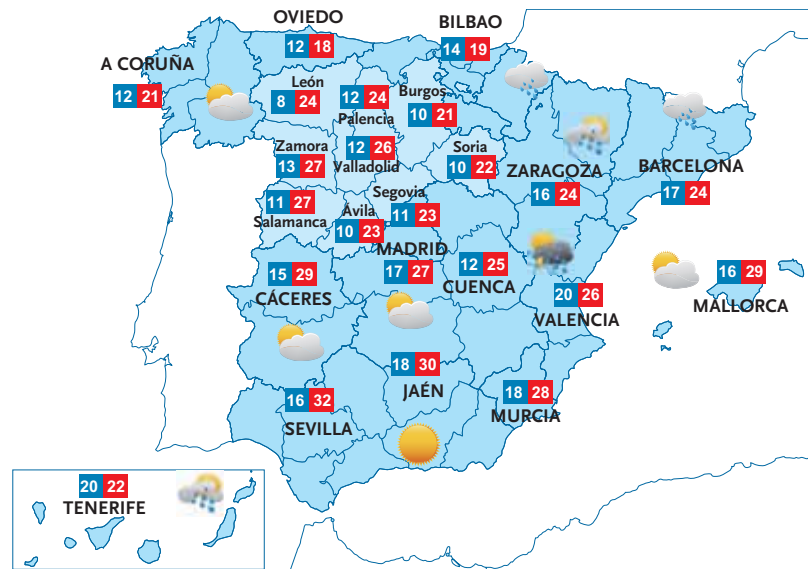 OVIEDO
12 18
BILBAO
14 19
A CORUÑA
12 21
León
8 24
12 24
Palencia
Burgos
10 21
Zamora
13 27
12 26
Valladolid
Soria
10 22
ZARAGOZA
16 24
BARCELONA
17 24
11 27
Salamanca
Segovia
11 23
Ávila
10 23
MADRID
17 27
12 25
CUENCA
15 29
CÁCERES
20 26
VALENCIA
16 29
MALLORCA
18 30
JAÉN
16 32
SEVILLA
18 28
MURCIA
20 22
TENERIFE